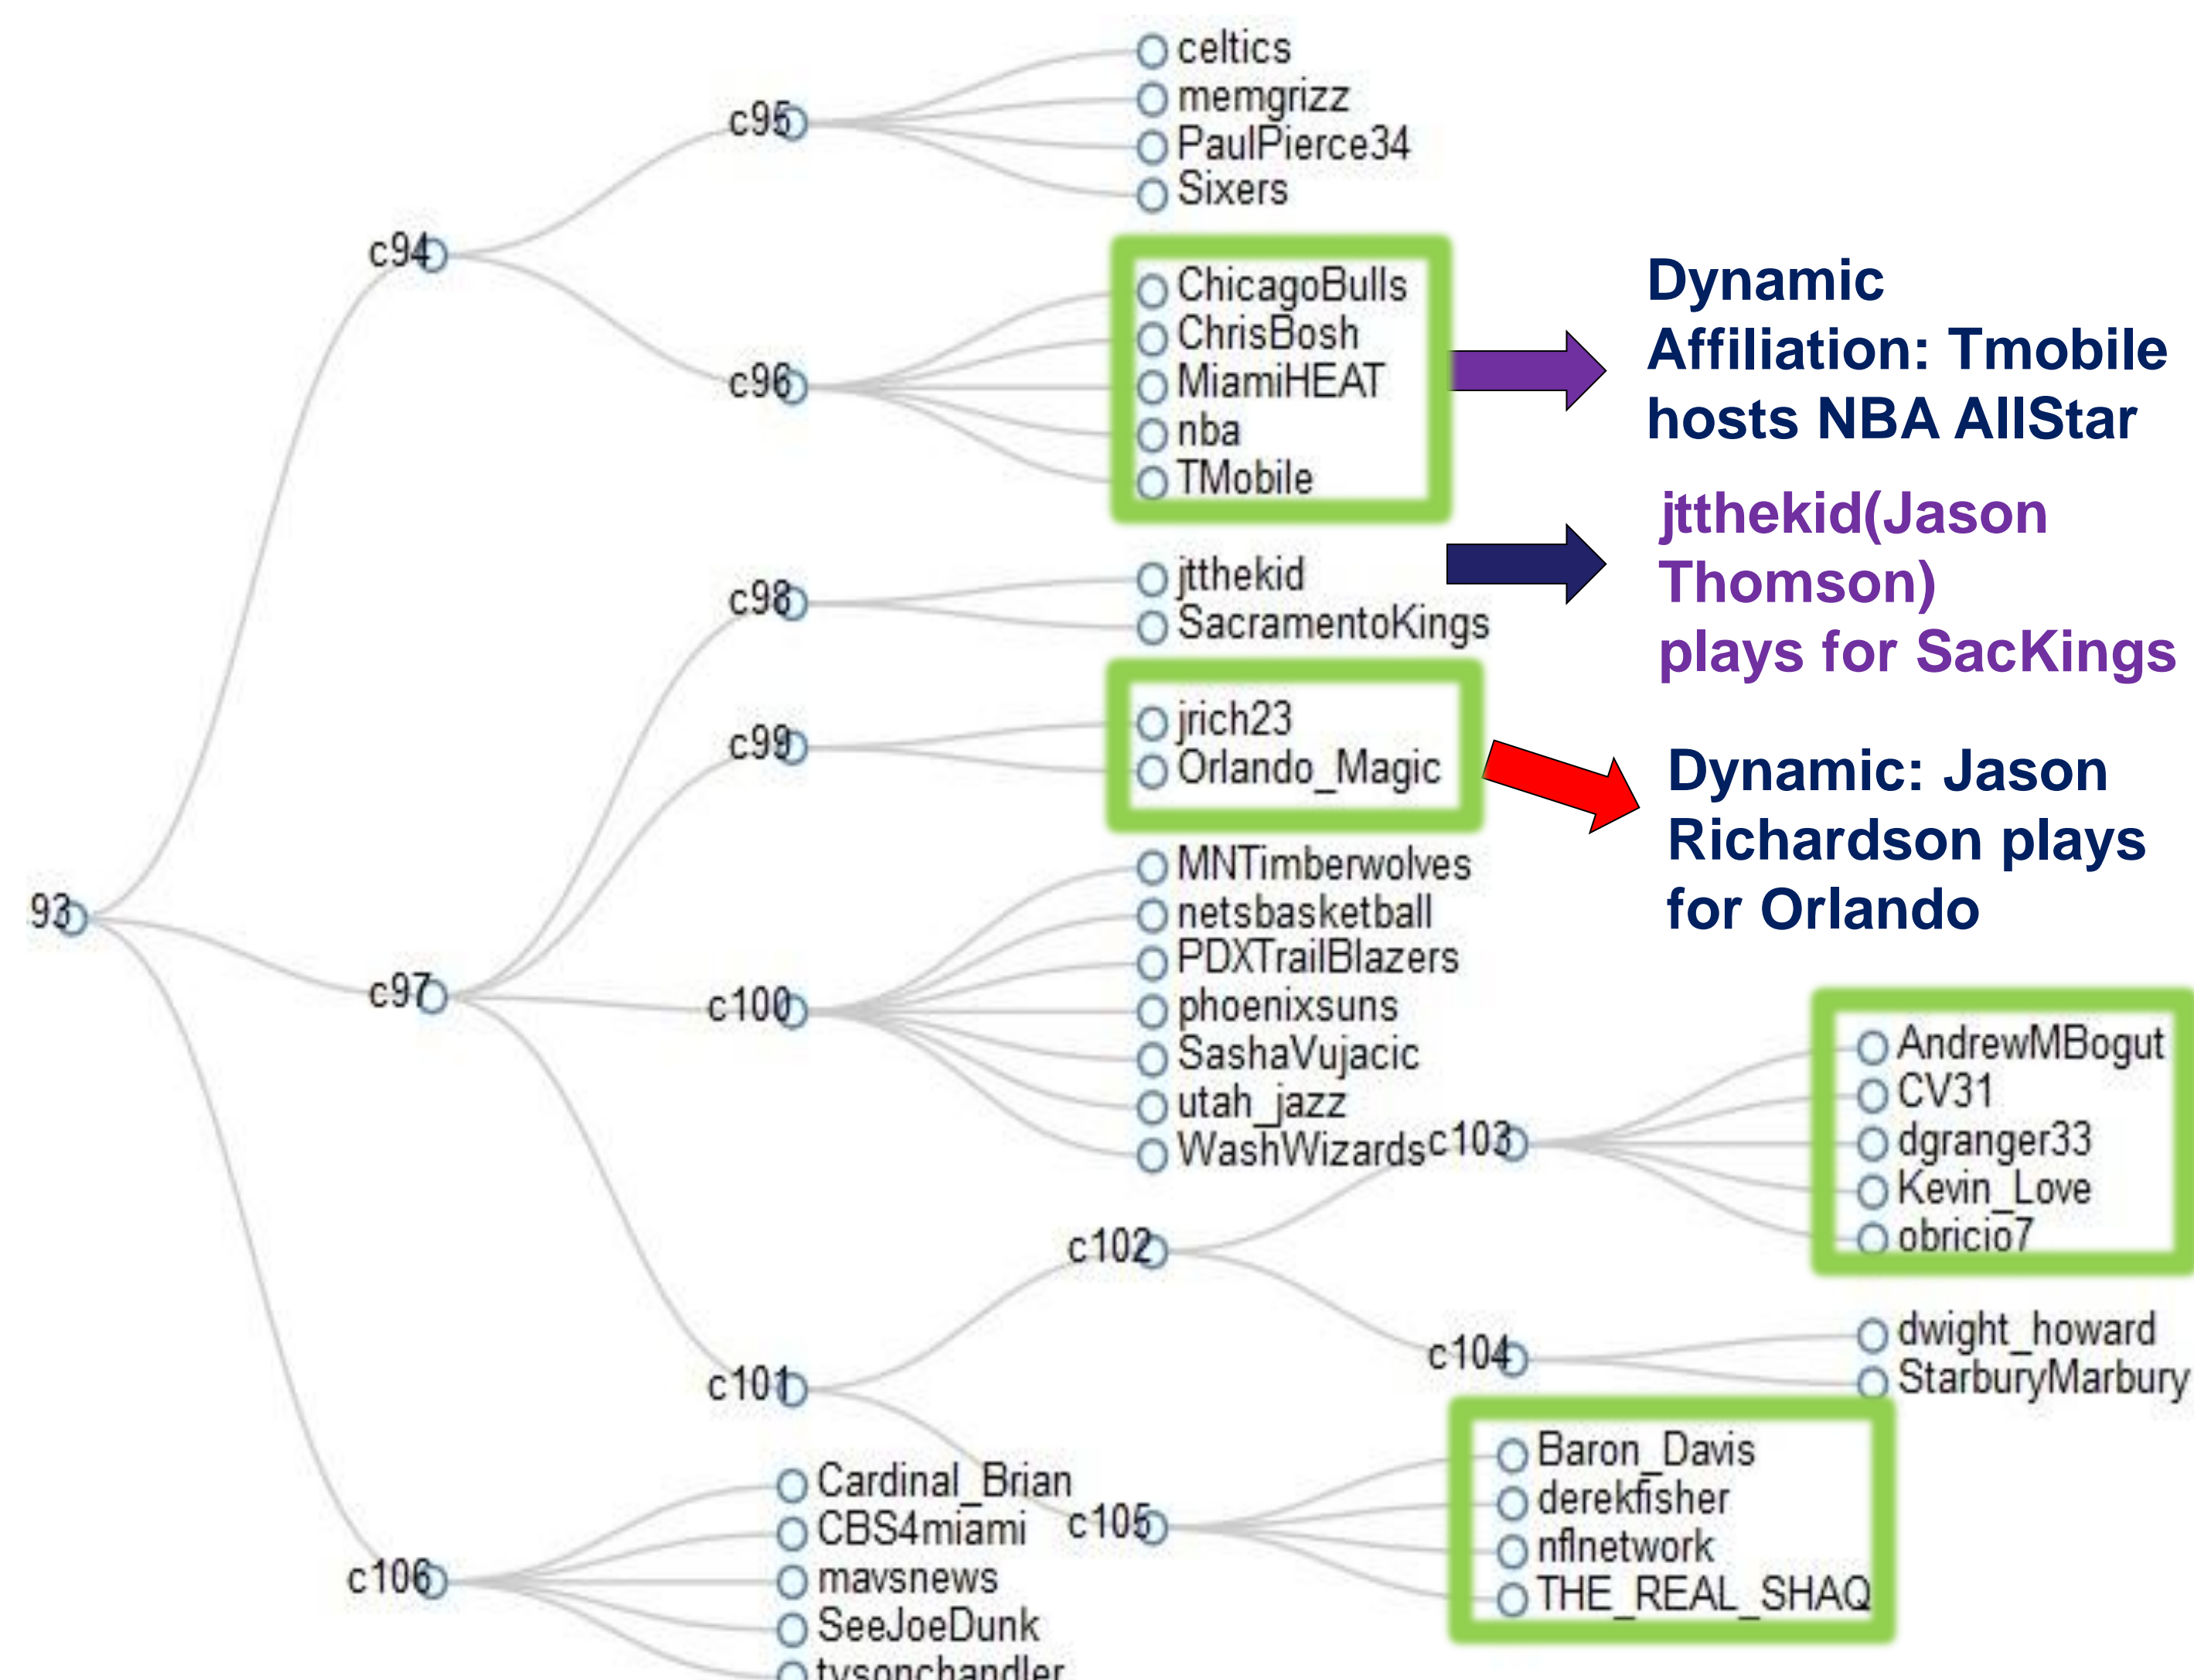 celtics
memgrizz
c95
PaulPierce34
Sixers
c94
ChicagoBulls
ChrisBosh
c96
MiamiHEAT
nba
TMobile
Dynamic
Affiliation: Tmobile
hosts NBA AllStar
jtthekid
c98
SacramentoKings
jtthekid(Jason
Thomson)
plays for SacKings
jrich23
c99
Orlando_Magic
Dynamic: Jason
Richardson plays
for Orlando
93
c97
MNTimberwolves
netsbasketball
PDXTrailBlazers
c100
phoenixsuns
SashaVujacic
utah_jazz
WashWizards
c103
AndrewMBogut
CV31
dgranger33
Kevin_Love
obricio7
c102
c104
dwight_howard
StarburyMarbury
c101
Baron_Davis
derekfisher
c105
nflnetwork
THE_REAL_SHAQ
Cardinal_Brian
CBS4miami
c106
mavsnews
SeeJoeDunk
tysonchandler